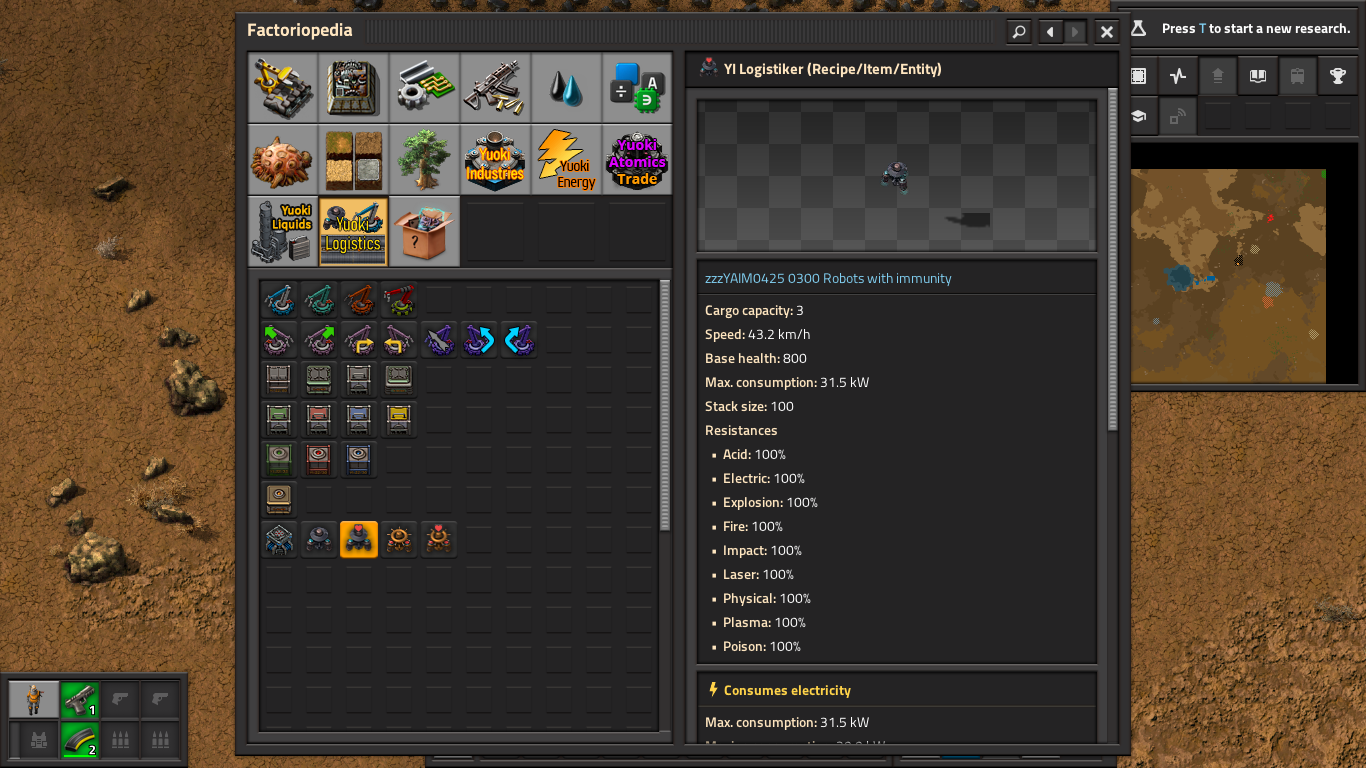 Factoriopedia
Press T to start a new research.
YI Logistiker (Recipe/Item/Entity)
A
Yuoki
Industries
Yuoki
Energy
Yuoki
Atomics
Trade
Yuoki
Liquids
Yuoki
Logistics
?
zzzYAIM0425 0300 Robots with immunity
Cargo capacity: 3
Speed: 43.2 km/h
Base health: 800
Max. consumption: 31.5 kW
Stack size: 100
Resistances
▪ Acid: 100%
▪ Electric: 100%
▪ Explosion: 100%
▪ Fire: 100%
▪ Impact: 100%
▪ Laser: 100%
▪ Physical: 100%
▪ Plasma: 100%
▪ Poison: 100%
Consumes electricity
Max. consumption: 31.5 kW
1
2